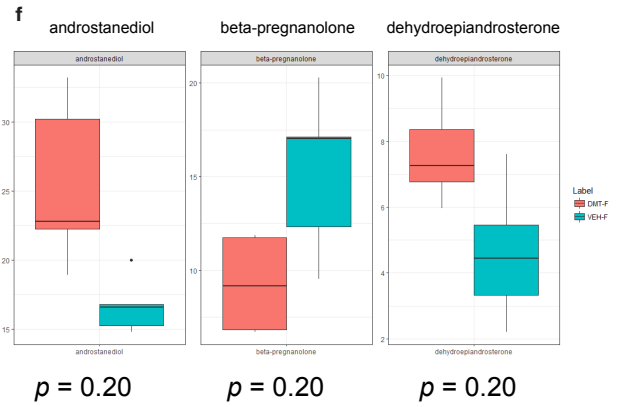 f
androstanediol beta-pregnanolone dehydroepiandrosterone
androstanediol beta-pregnanolone dehydroepiandrosterone
30
25
20
15
androstanediol
20
15
10
beta-pregnanolone
10
8
6
4
2
dehydroepiandrosterone
Label
DMT-F
VEH-F
p = 0.20 p = 0.20 p = 0.20